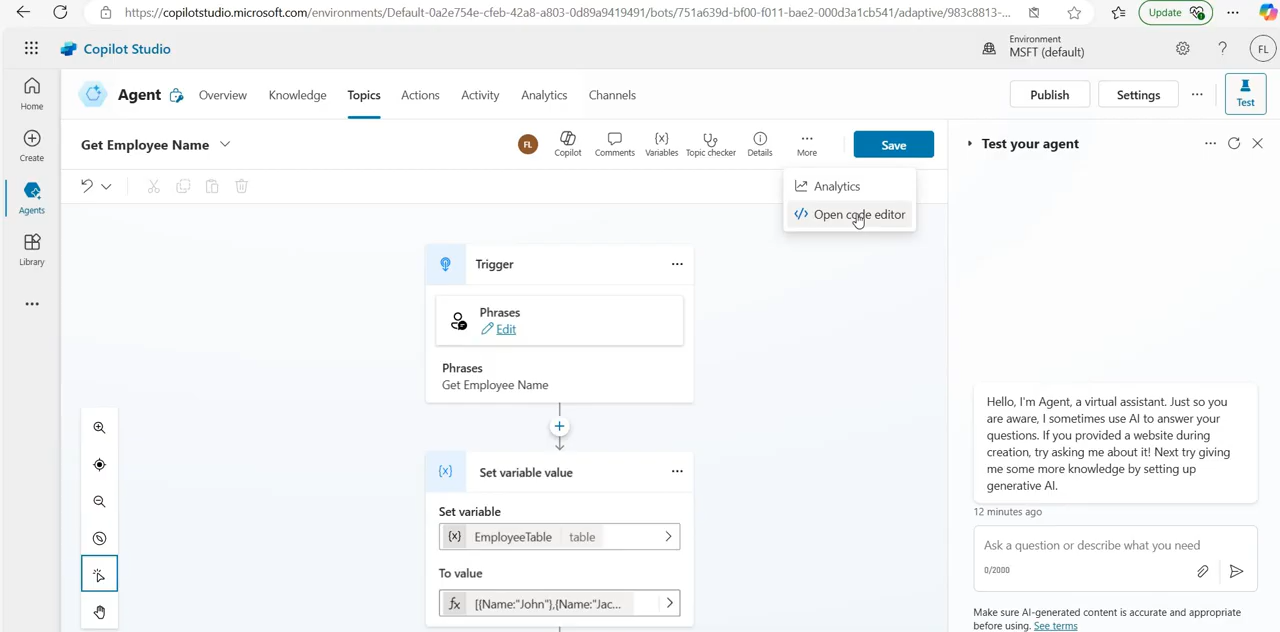 https://copilotstudio.microsoft.com/environments/Default-0a2e754e-cfeb-42a8-a803-0d89a9419491/bots/751a639d-bf00-f011-bae2-000d3a1cb541/adaptive/983c8813-...
Update
Copilot Studio
Environment
MSFT (default)
FL
Home
Create
Agents
Library
Agent
Overview
Knowledge
Topics
Actions
Activity
Analytics
Channels
Publish
Settings
Test
Get Employee Name
FL
Copilot
Comments
Variables
Topic checker
Details
More
Save
Analytics
Open code editor
Trigger
Phrases
Edit
Phrases
Get Employee Name
{x}
Set variable value
Set variable
{x} EmployeeTable table
To value
fx [{Name:"John"},{Name:"Jac...
Test your agent
Hello, I'm Agent, a virtual assistant. Just so you
are aware, I sometimes use AI to answer your
questions. If you provided a website during
creation, try asking me about it! Next try giving
me some more knowledge by setting up
generative AI.
12 minutes ago
Ask a question or describe what you need
0/2000
Make sure AI-generated content is accurate and appropriate
before using. See terms